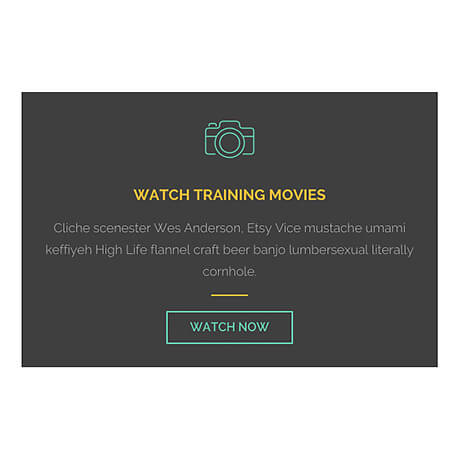 WATCH TRAINING MOVIES
Cliche scenester Wes Anderson, Etsy Vice mustache umami
keffiyeh High Life flannel craft beer banjo lumbersexual literally
cornhole.
WATCH NOW